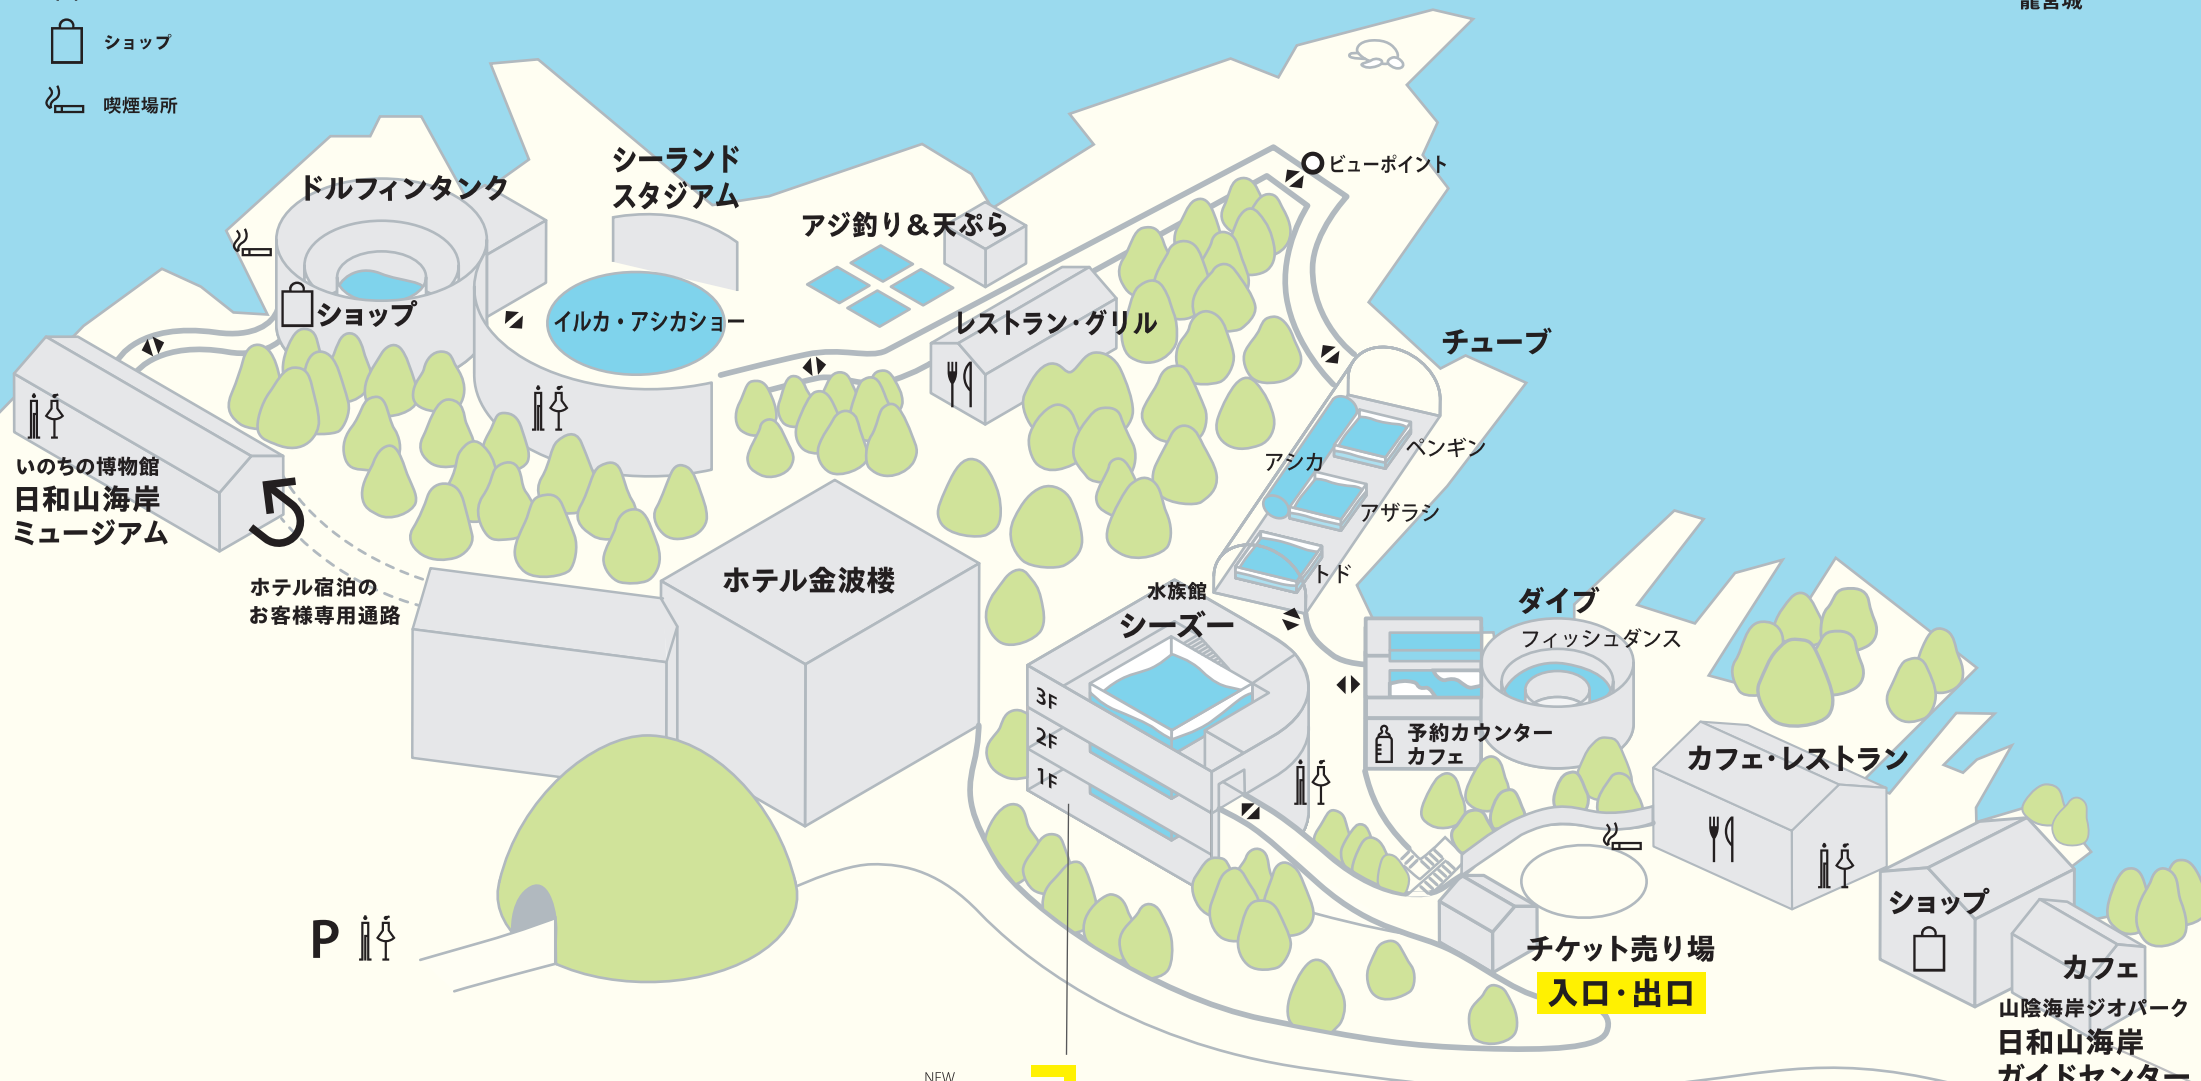 ショップ
喫煙場所
龍宮城
シーランド
スタジアム
ドルフィンタンク
アジ釣り＆天ぷら
ビューポイント
ショップ
イルカ・アシカショー
レストラン・グリル
チューブ
ペンギン
アシカ
アザラシ
トド
いのちの博物館
日和山海岸
ミュージアム
ホテル宿泊の
お客様専用通路
ホテル金波楼
水族館
シーズー
3F
2F
1F
ダイブ
フィッシュダンス
予約カウンター
カフェ
カフェ・レストラン
ショップ
P
チケット売り場
入口・出口
カフェ
山陰海岸ジオパーク
日和山海岸
ガイドセンター
NEW